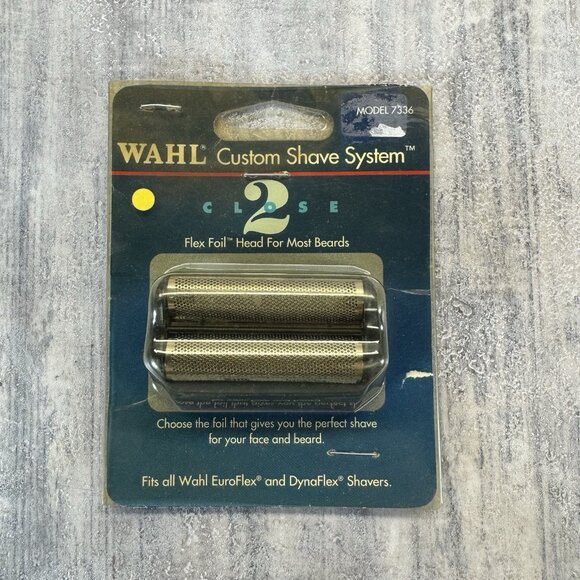 MODEL 7336
WAHL® Custom Shave System™
2
CLOSE
Flex Foil™ Head For Most Beards
Choose the foil that gives you the perfect shave
for your face and beard.
Fits all Wahl EuroFlex® and DynaFlex® Shavers.